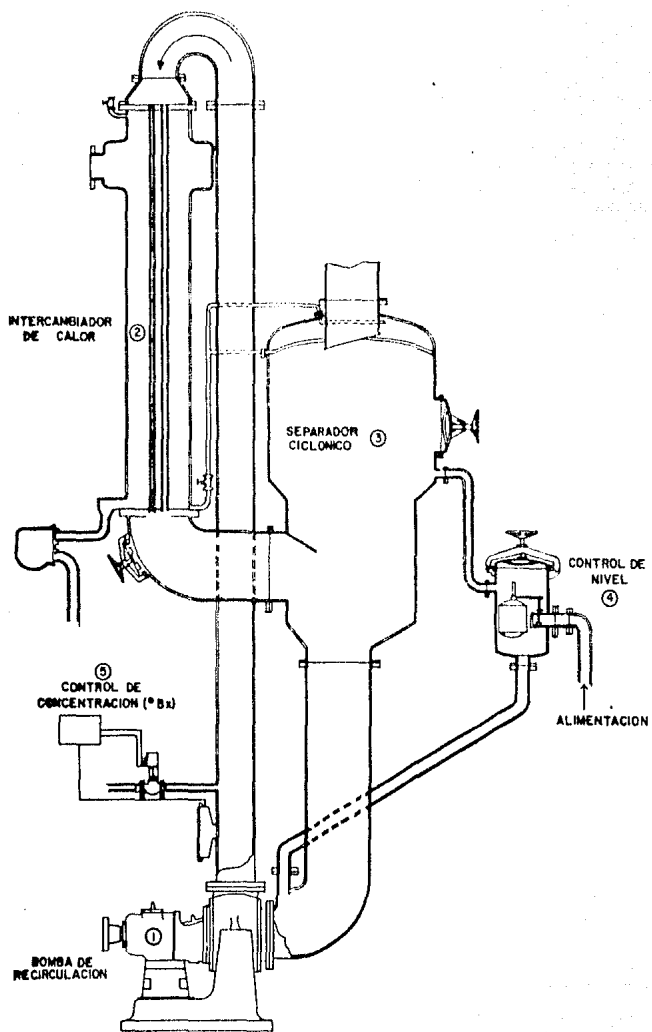 INTERCAMBIADOR
DE CALOR
2
SEPARADOR
CICLONICO
3
CONTROL DE
NIVEL
4
ALIMENTACION
5
CONTROL DE
CONCENTRACION (°Bx)
1
BOMBA DE
RECIRCULACION